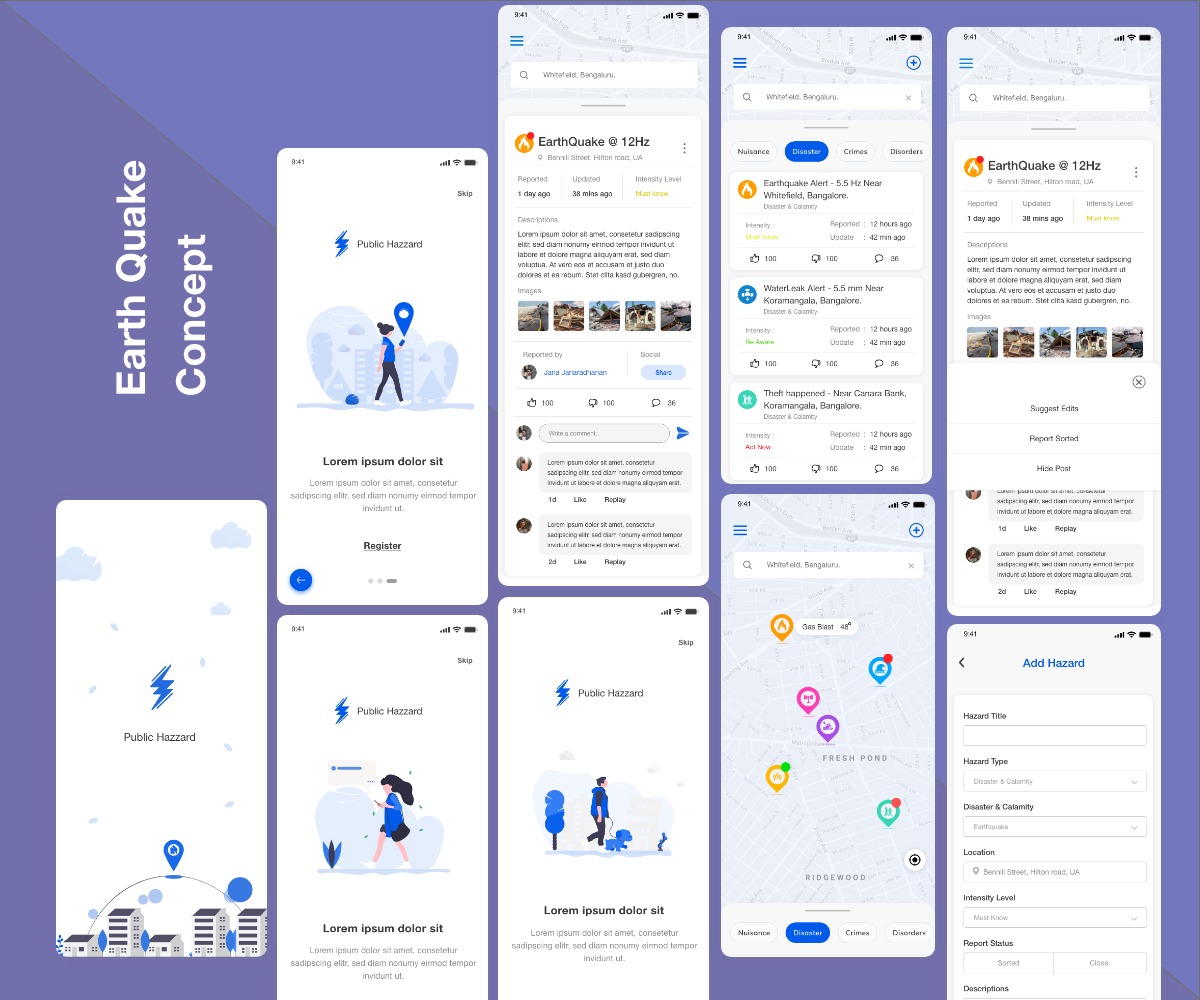 Earth Quake
Concept
Public Hazzard
9:41
Skip
Public Hazzard
Lorem ipsum dolor sit
Lorem ipsum dolor sit amet, consetetur
sadipscing elitr, sed diam nonumy eirmod tempor
invidunt ut.
Register
9:41
Skip
Public Hazzard
Lorem ipsum dolor sit
Lorem ipsum dolor sit amet, consetetur
sadipscing elitr, sed diam nonumy eirmod tempor
invidunt ut.
9:41
Whitefield, Bengaluru.
EarthQuake @ 12Hz
Bennill Street, Hilton road, UA
Reported Updated Intensity Level
1 day ago 38 mins ago Must know
Descriptions
Lorem ipsum dolor sit amet, consetetur sadipscing
elitr, sed diam nonumy eirmod tempor invidunt ut
labore et dolore magna aliquyam erat, sed diam
voluptua. At vero eos et accusam et justo duo
dolores et ea rebum. Stet clita kasd gubergren, no.
Images
Reported by Social
Jana Janaradhanan Share
100 100 36
Write a comment..
Lorem ipsum dolor sit amet, consetetur
sadipscing elitr, sed diam nonumy eirmod tempor
invidunt ut labore et dolore magna aliquyam erat.
1d Like Replay
Lorem ipsum dolor sit amet, consetetur
sadipscing elitr, sed diam nonumy eirmod tempor
invidunt ut labore et dolore magna aliquyam erat.
2d Like Replay
9:41
Skip
Public Hazzard
Lorem ipsum dolor sit
Lorem ipsum dolor sit amet, consetetur
sadipscing elitr, sed diam nonumy eirmod tempor
invidunt ut.
9:41
Whitefield, Bengaluru.
Nuisance Disaster Crimes Disorders
Earthquake Alert - 5.5 Hz Near
Whitefield, Bangalore.
Disaster & Calamity
Intensity : Reported : 12 hours ago
Must know Update : 42 min ago
100 100 36
WaterLeak Alert - 5.5 mm Near
Koramangala, Bangalore.
Disaster & Calamity
Intensity : Reported : 12 hours ago
Be Aware Update : 42 min ago
100 100 36
Theft happened - Near Canara Bank,
Koramangala, Bangalore.
Disaster & Calamity
Intensity : Reported : 12 hours ago
Act Now Update : 42 min ago
100 100 36
9:41
Whitefield, Bengaluru.
Gas Blast 48°
FRESH POND
RIDGEWOOD
Nuisance Disaster Crimes Disorders
9:41
Whitefield, Bengaluru.
EarthQuake @ 12Hz
Bennill Street, Hilton road, UA
Reported Updated Intensity Level
1 day ago 38 mins ago Must know
Descriptions
Lorem ipsum dolor sit amet, consetetur sadipscing
elitr, sed diam nonumy eirmod tempor invidunt ut
labore et dolore magna aliquyam erat, sed diam
voluptua. At vero eos et accusam et justo duo
dolores et ea rebum. Stet clita kasd gubergren, no.
Images
Suggest Edits
Report Sorted
Hide Post
Lorem ipsum dolor sit amet, consetetur
sadipscing elitr, sed diam nonumy eirmod tempor
invidunt ut labore et dolore magna aliquyam erat.
1d Like Replay
Lorem ipsum dolor sit amet, consetetur
sadipscing elitr, sed diam nonumy eirmod tempor
invidunt ut labore et dolore magna aliquyam erat.
2d Like Replay
9:41
Add Hazard
Hazard Title
Hazard Type
Disaster & Calamity
Disaster & Calamity
Earthquake
Location
Bennill Street, Hilton road, UA
Intensity Level
Must Know
Report Status
Sorted Close
Descriptions